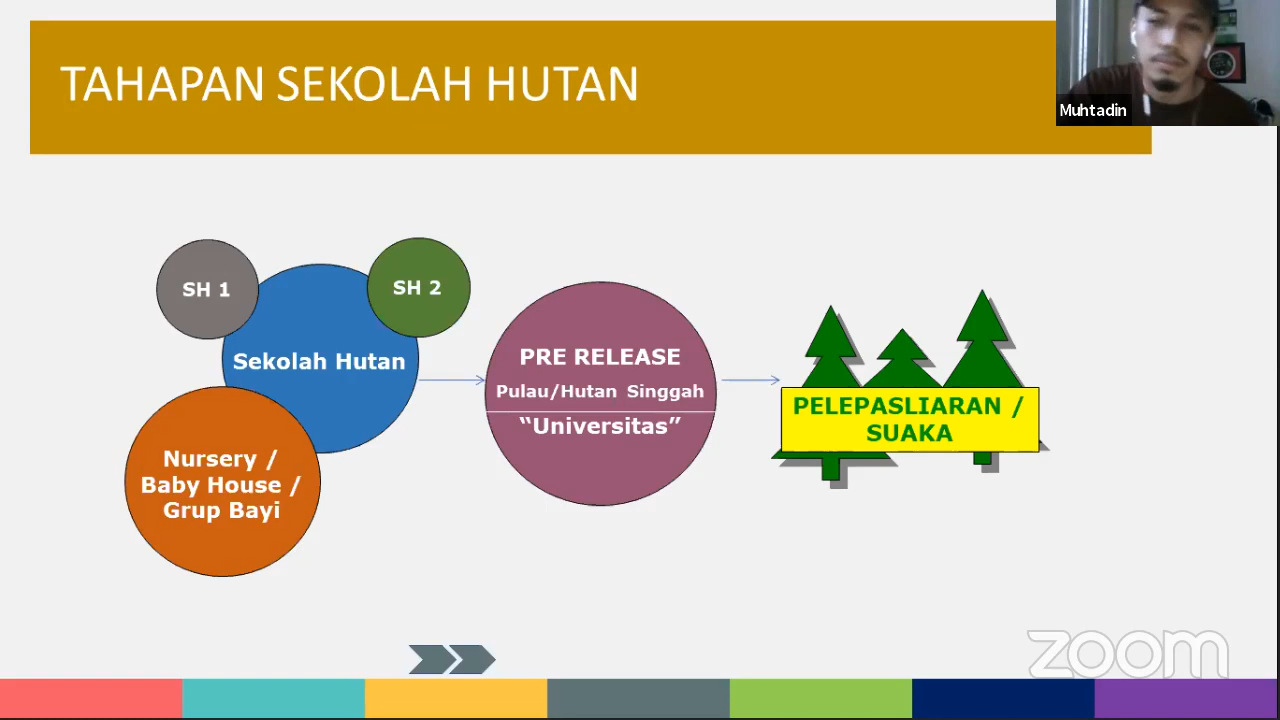 TAHAPAN SEKOLAH HUTAN
Muhtadin
SH 1
SH 2
Sekolah Hutan
Nursery /
Baby House /
Grup Bayi
PRE RELEASE
Pulau/Hutan Singgah
“Universitas”
PELEPASLIARAN /
SUAKA
zoom